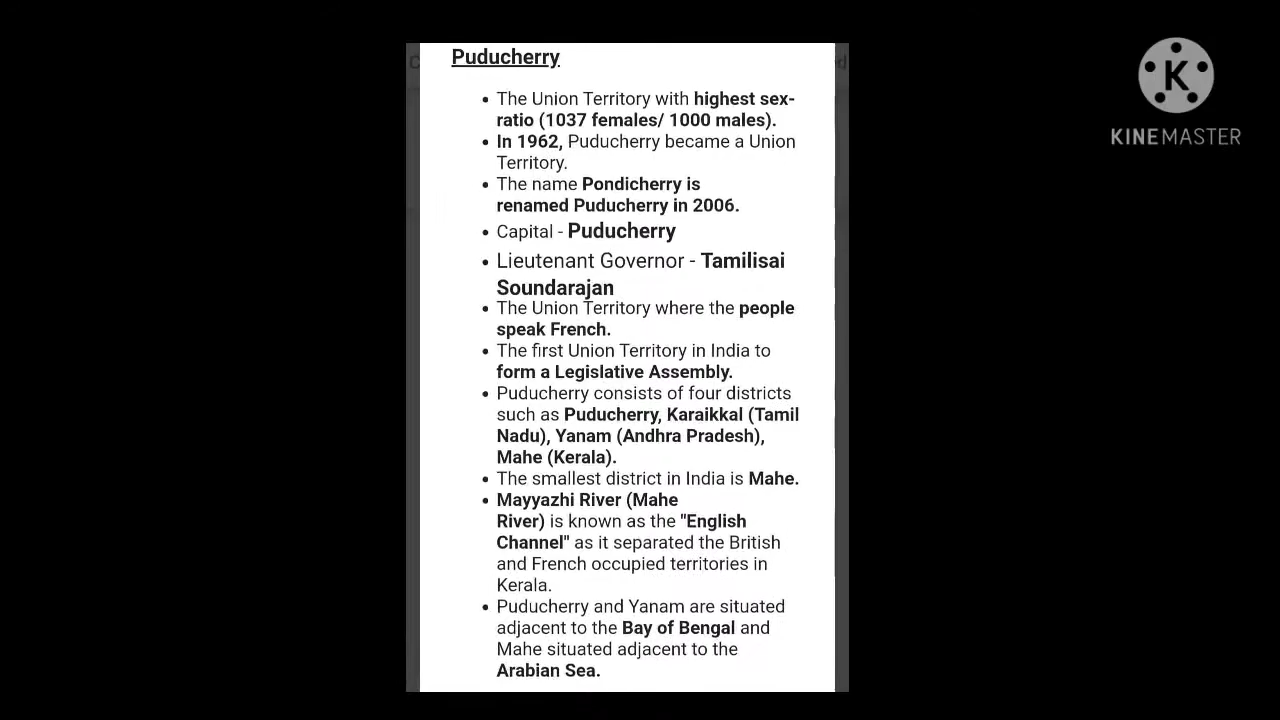 Puducherry
• The Union Territory with highest sex-
ratio (1037 females/ 1000 males).
• In 1962, Puducherry became a Union
Territory.
• The name Pondicherry is
renamed Puducherry in 2006.
• Capital - Puducherry
• Lieutenant Governor - Tamilisai
Soundarajan
• The Union Territory where the people
speak French.
• The first Union Territory in India to
form a Legislative Assembly.
• Puducherry consists of four districts
such as Puducherry, Karaikkal (Tamil
Nadu), Yanam (Andhra Pradesh),
Mahe (Kerala).
• The smallest district in India is Mahe.
• Mayyazhi River (Mahe
River) is known as the "English
Channel" as it separated the British
and French occupied territories in
Kerala.
• Puducherry and Yanam are situated
adjacent to the Bay of Bengal and
Mahe situated adjacent to the
Arabian Sea.
K
KINEMASTER